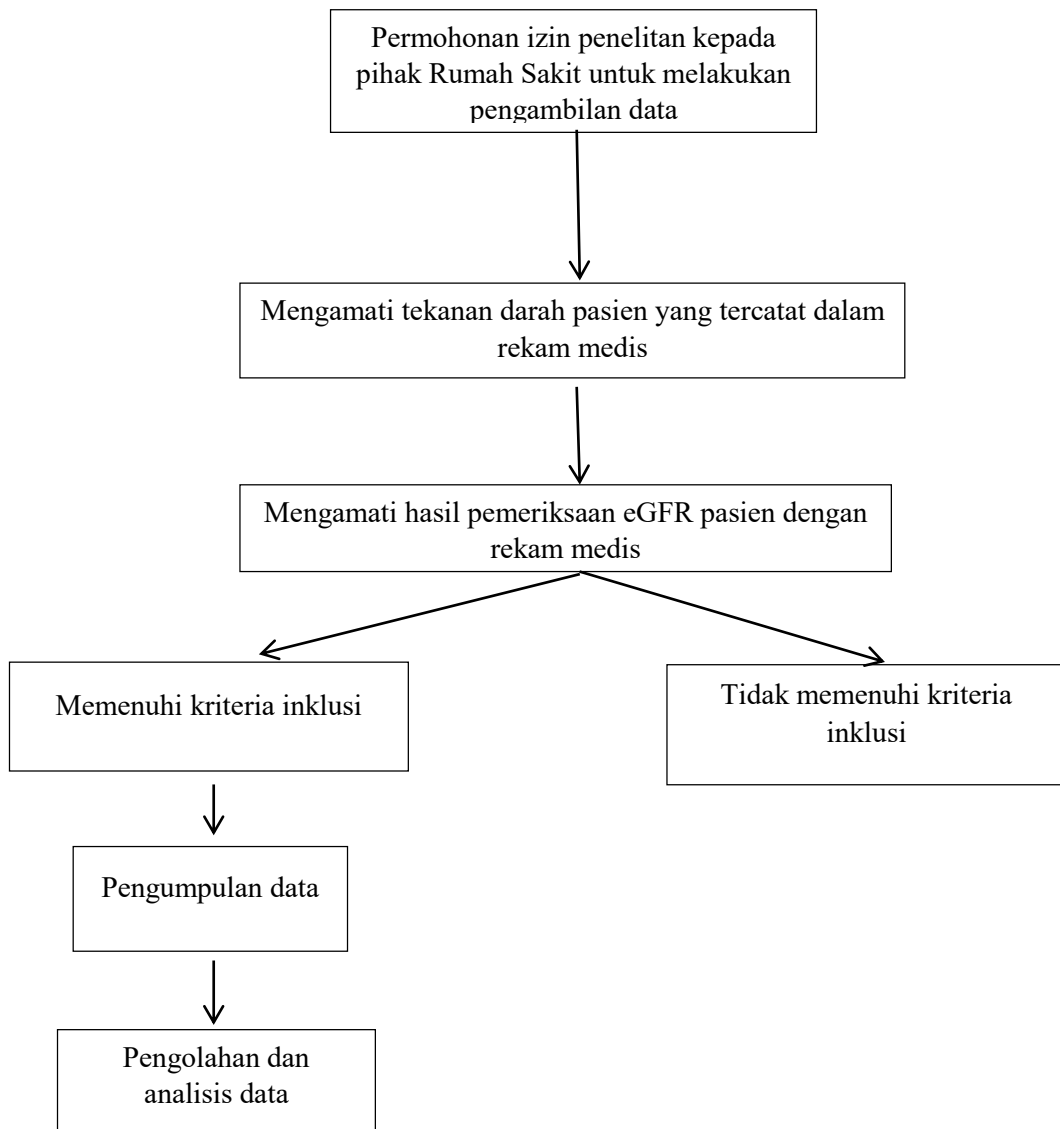 Permohonan izin penelitan kepada
pihak Rumah Sakit untuk melakukan
pengambilan data
Mengamati tekanan darah pasien yang tercatat dalam
rekam medis
Mengamati hasil pemeriksaan eGFR pasien dengan
rekam medis
Memenuhi kriteria inklusi
Tidak memenuhi kriteria
inklusi
Pengumpulan data
Pengolahan dan
analisis data